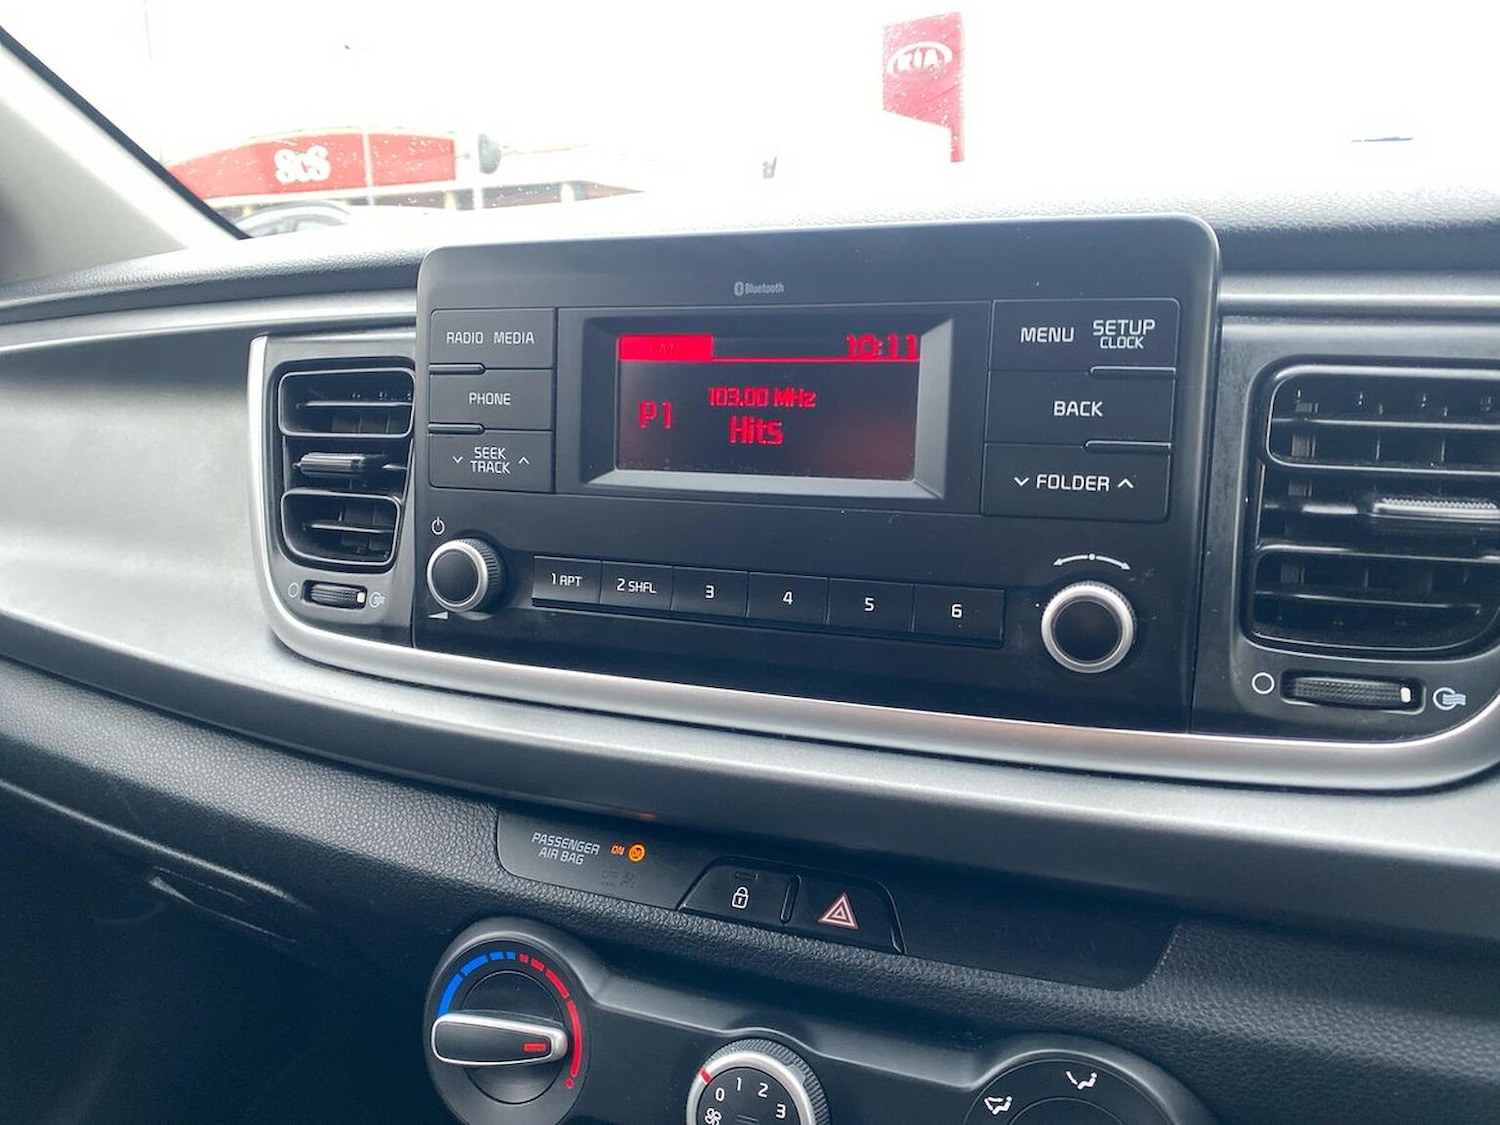 KIA
ScS
Bluetooth
RADIO MEDIA
PHONE
SEEK
TRACK
10:11
103.00 MHz
P1
Hits
MENU
SETUP
CLOCK
BACK
FOLDER
1 RPT
2 SHFL
3
4
5
6
PASSENGER
AIR BAG
ON
OFF
0
1
2
3